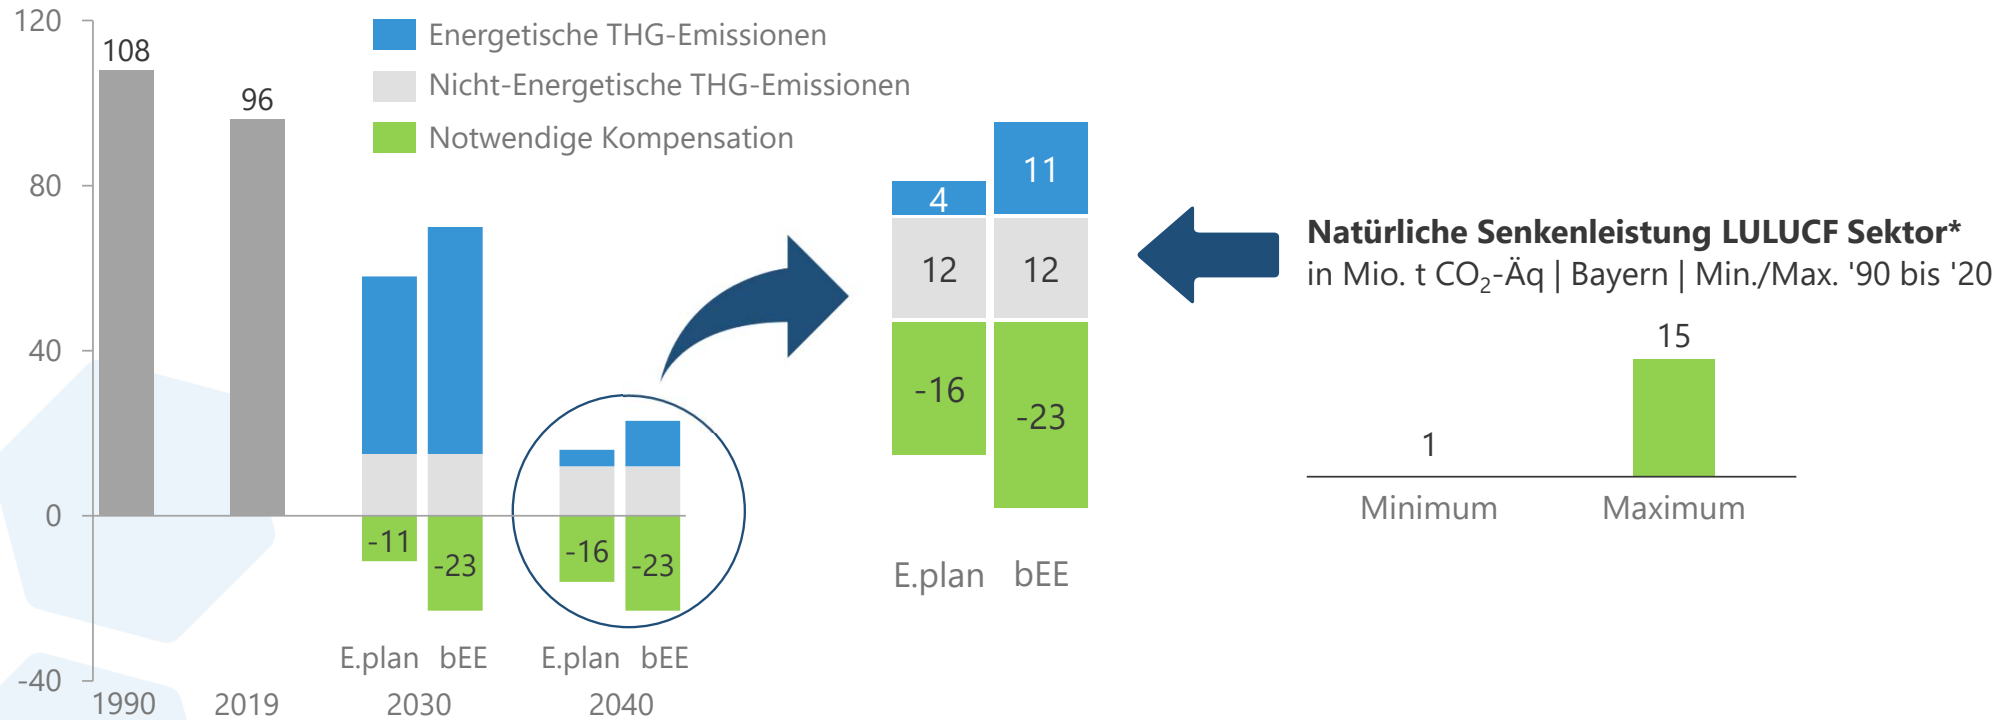 120
80
40
0
-40
108
96
Energetische THG-Emissionen
Nicht-Energetische THG-Emissionen
Notwendige Kompensation
-11
-23
-16
-23
E.plan bEE
E.plan bEE
1990
2019
2030
2040
4
11
12
12
-16
-23
E.plan
bEE
Natürliche Senkenleistung LULUCF Sektor*
in Mio. t CO₂-Äq | Bayern | Min./Max. '90 bis '20
1
15
Minimum
Maximum